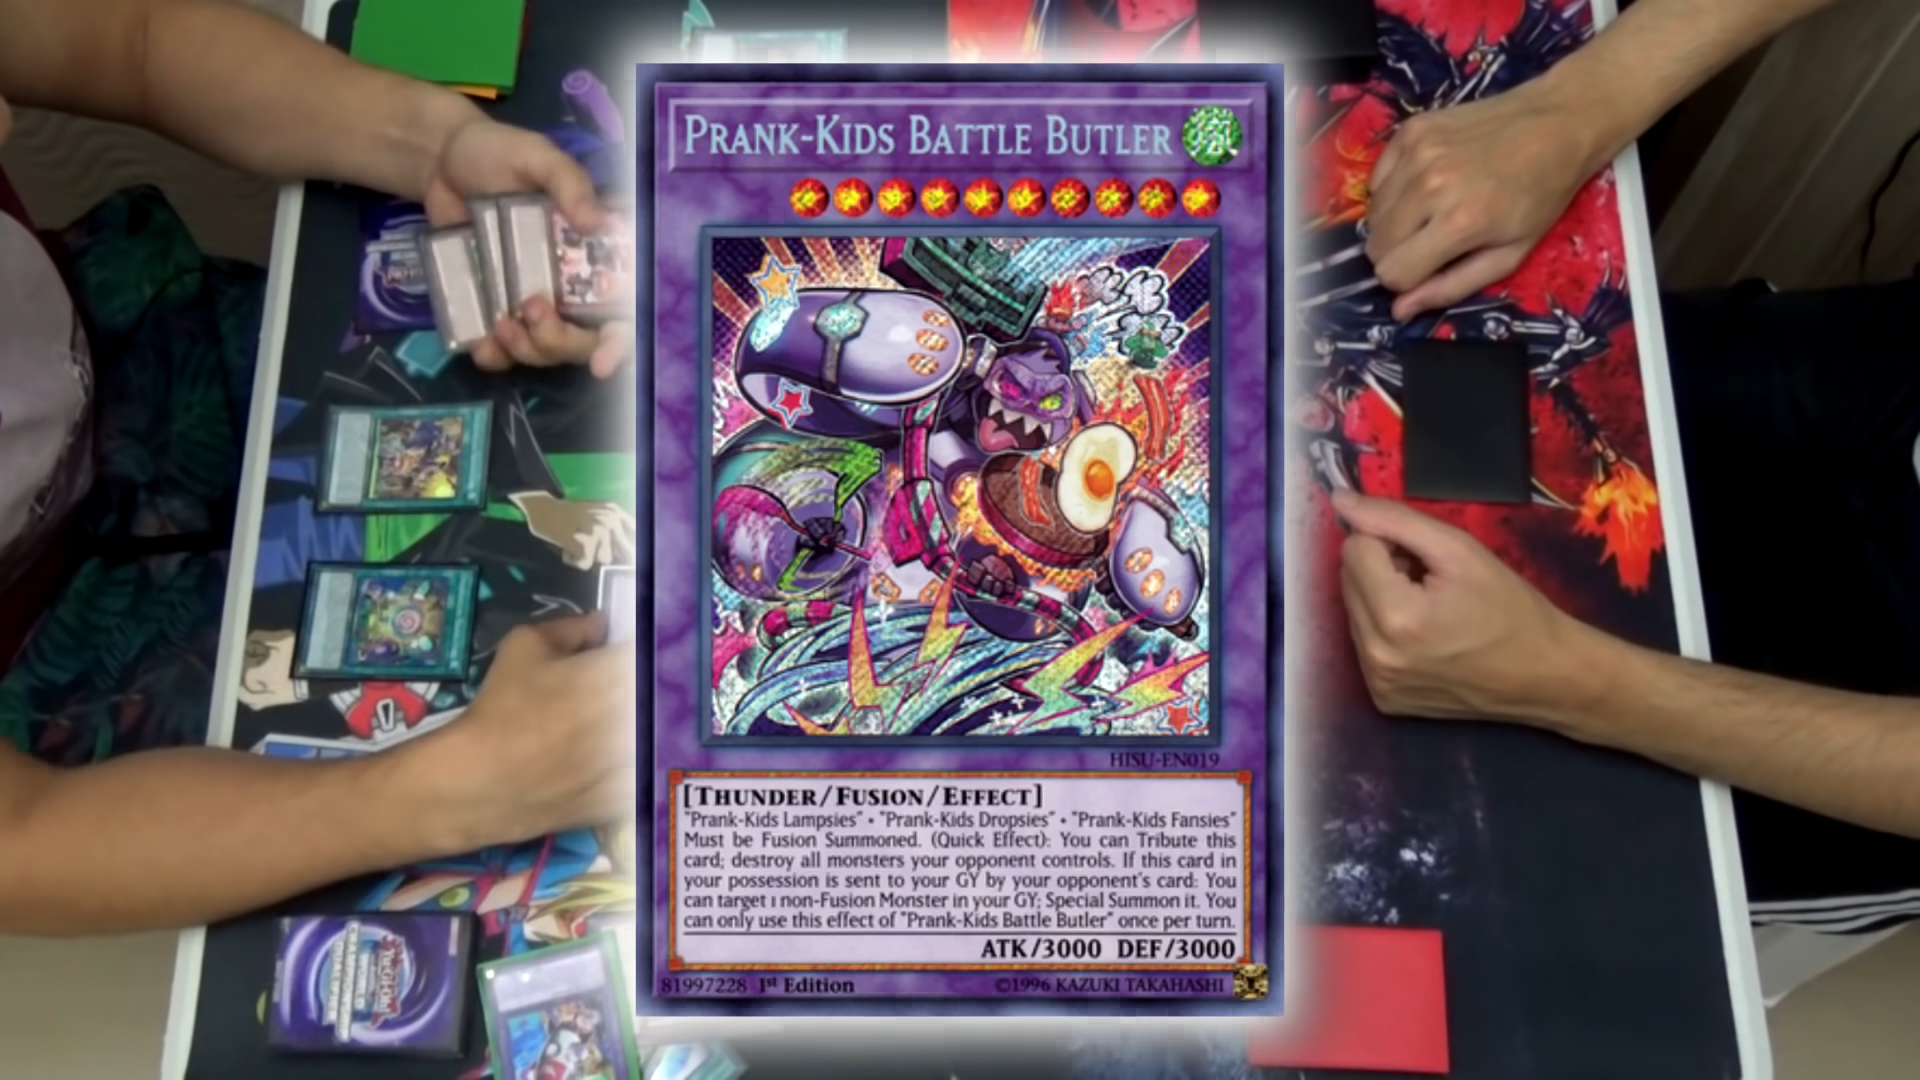 PRANK-KIDS BATTLE BUTLER
HISU-EN019
[THUNDER/FUSION/EFFECT]
"Prank-Kids Lampsies" • "Prank-Kids Dropsies" • "Prank-Kids Fansies"
Must be Fusion Summoned. (Quick Effect): You can Tribute this
card; destroy all monsters your opponent controls. If this card in
your possession is sent to your GY by your opponent's card: You
can target 1 non-Fusion Monster in your GY; Special Summon it. You
can only use this effect of "Prank-Kids Battle Butler" once per turn.
ATK/3000 DEF/3000
81997228 1st Edition
©1996 KAZUKI TAKAHASHI